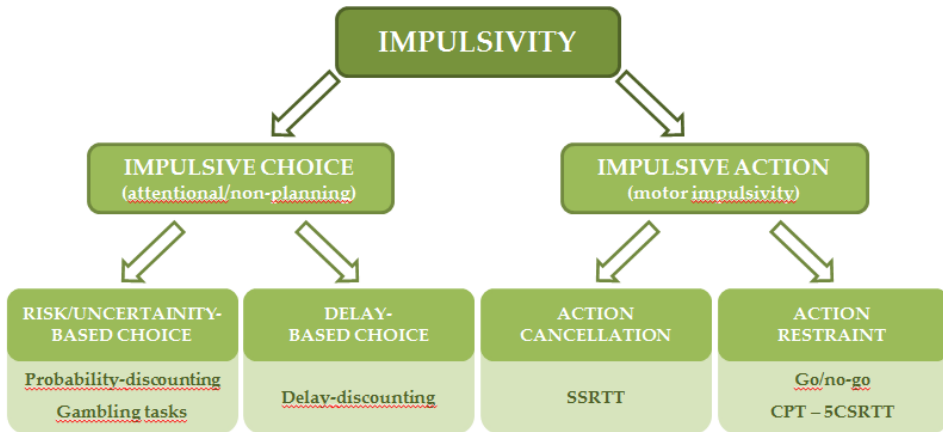 IMPULSIVITY
IMPULSIVE CHOICE
(attentional/non-planning)
IMPULSIVE ACTION
(motor impulsivity)
RISK/UNCERTAINITY-
BASED CHOICE
DELAY-
BASED CHOICE
ACTION
CANCELLATION
ACTION
RESTRAINT
Probability-discounting
Gambling tasks
Delay-discounting
SSRTT
Go/no-go
CPT – 5CSRTT